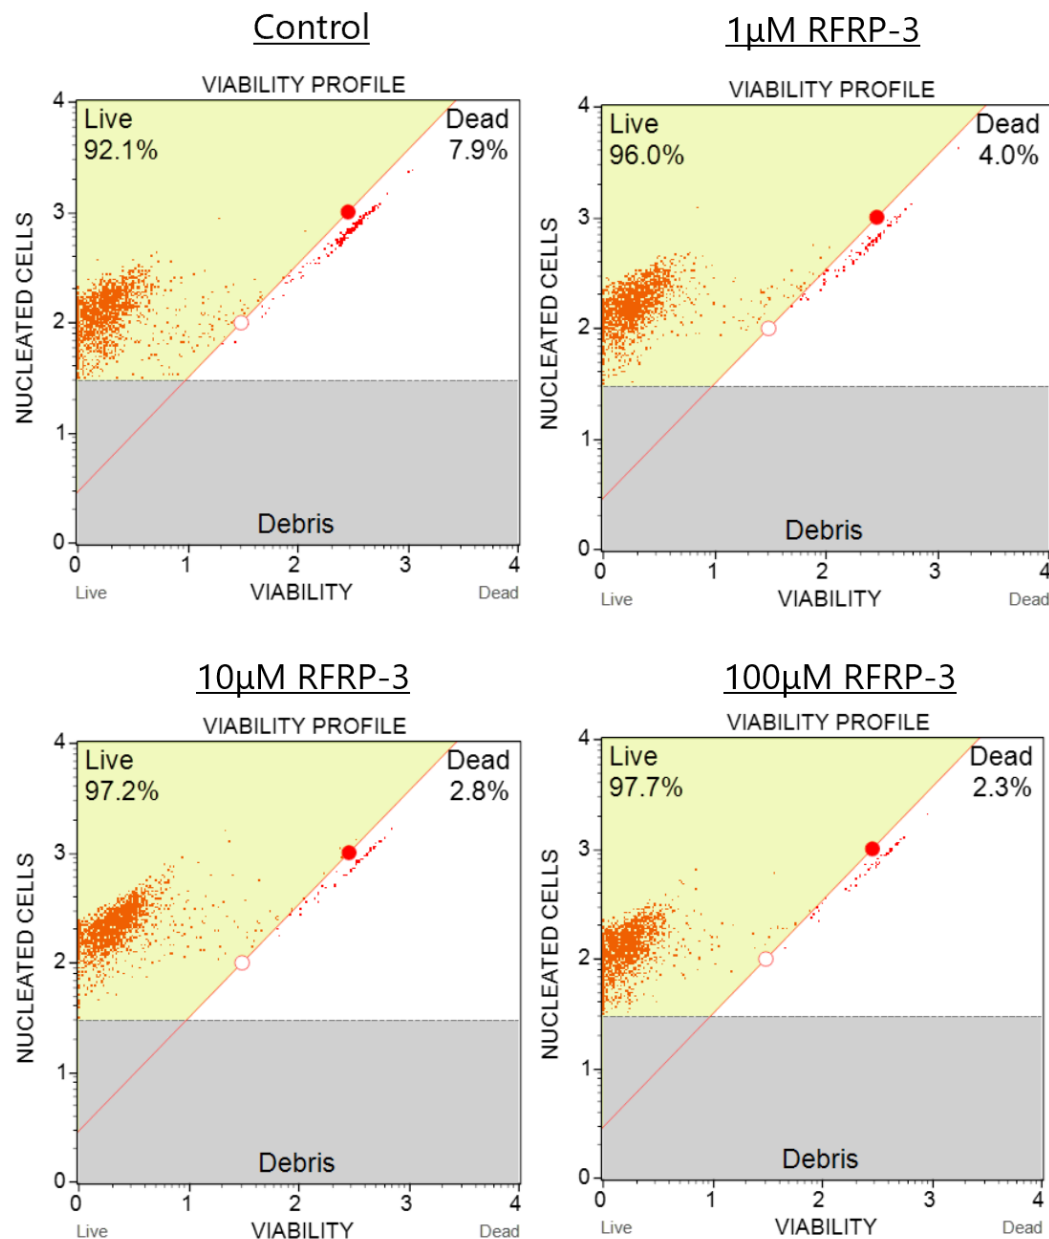 Control
VIABILITY PROFILE
Live
92.1%
Dead
7.9%
NUCLEATED CELLS
4
3
2
1
0
Debris
0 1 2 3 4
Live VIABILITY Dead
1µM RFRP-3
VIABILITY PROFILE
Live
96.0%
Dead
4.0%
NUCLEATED CELLS
4
3
2
1
0
Debris
0 1 2 3 4
Live VIABILITY Dead
10µM RFRP-3
VIABILITY PROFILE
Live
97.2%
Dead
2.8%
NUCLEATED CELLS
4
3
2
1
0
Debris
0 1 2 3 4
Live VIABILITY Dead
100µM RFRP-3
VIABILITY PROFILE
Live
97.7%
Dead
2.3%
NUCLEATED CELLS
4
3
2
1
0
Debris
0 1 2 3 4
Live VIABILITY Dead